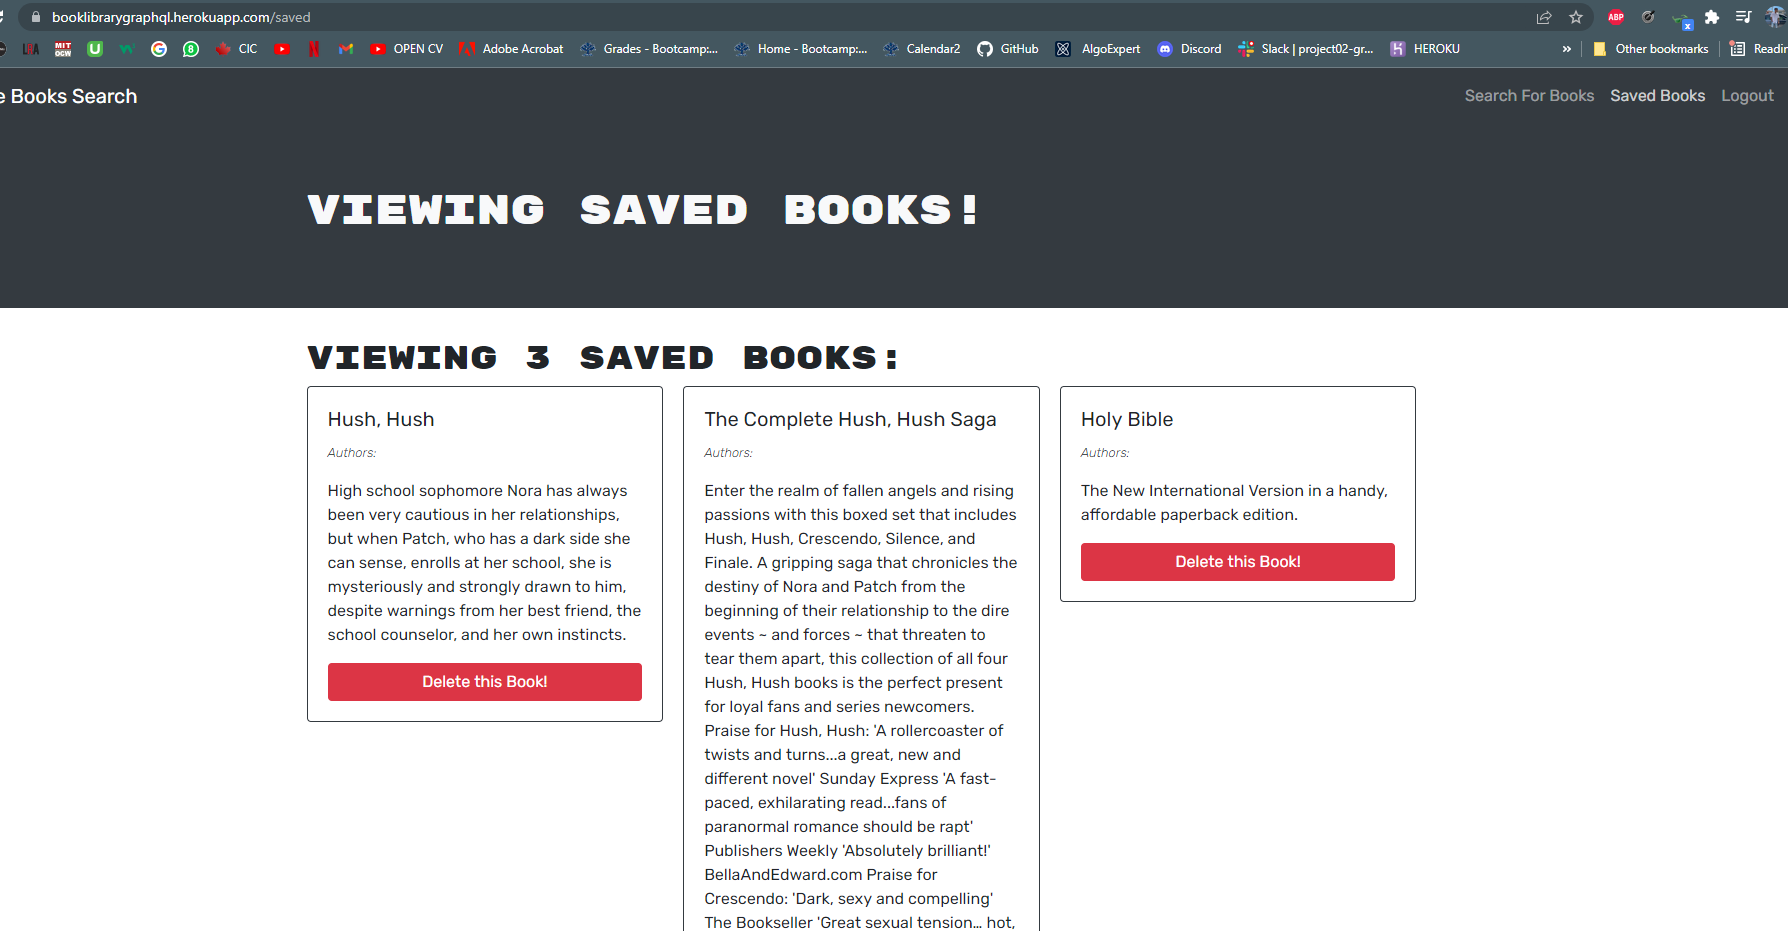 booklibrarygraphql.herokuapp.com/saved
ABP
x
MIT OCW
U
G
8
CIC
OPEN CV
Adobe Acrobat
Grades - Bootcamp:...
Home - Bootcamp:...
Calendar2
GitHub
AlgoExpert
Discord
Slack | project02-gr...
HEROKU
»
Other bookmarks
Readin
e Books Search
Search For Books
Saved Books
Logout
VIEWING SAVED BOOKS!
VIEWING 3 SAVED BOOKS:
Hush, Hush
Authors:
High school sophomore Nora has always
been very cautious in her relationships,
but when Patch, who has a dark side she
can sense, enrolls at her school, she is
mysteriously and strongly drawn to him,
despite warnings from her best friend, the
school counselor, and her own instincts.
Delete this Book!
The Complete Hush, Hush Saga
Authors:
Enter the realm of fallen angels and rising
passions with this boxed set that includes
Hush, Hush, Crescendo, Silence, and
Finale. A gripping saga that chronicles the
destiny of Nora and Patch from the
beginning of their relationship to the dire
events ~ and forces ~ that threaten to
tear them apart, this collection of all four
Hush, Hush books is the perfect present
for loyal fans and series newcomers.
Praise for Hush, Hush: 'A rollercoaster of
twists and turns...a great, new and
different novel' Sunday Express 'A fast-
paced, exhilarating read...fans of
paranormal romance should be rapt'
Publishers Weekly 'Absolutely brilliant!'
BellaAndEdward.com Praise for
Crescendo: 'Dark, sexy and compelling'
The Bookseller 'Great sexual tension... hot,
Holy Bible
Authors:
The New International Version in a handy,
affordable paperback edition.
Delete this Book!